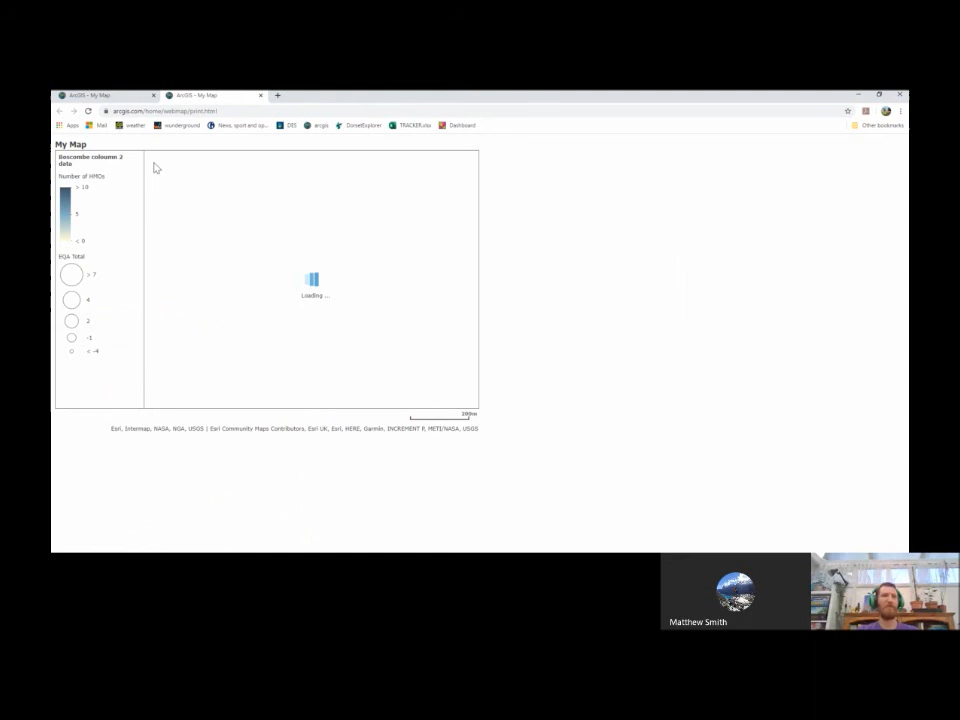 ArcGIS - My Map
ArcGIS - My Map
arcgis.com/home/webmap/print.html
Apps Mail weather wunderground News, sport and op... DES arcgis DorsetExplorer TRACKER.xlsx Dashboard Other bookmarks
My Map
Boscombe coloumn 2
data
Number of HMOs
> 10
5
< 0
EQA Total
> 7
4
2
-1
< -4
Loading ...
200m
Esri, Intermap, NASA, NGA, USGS | Esri Community Maps Contributors, Esri UK, Esri, HERE, Garmin, INCREMENT P, METI/NASA, USGS
Matthew Smith